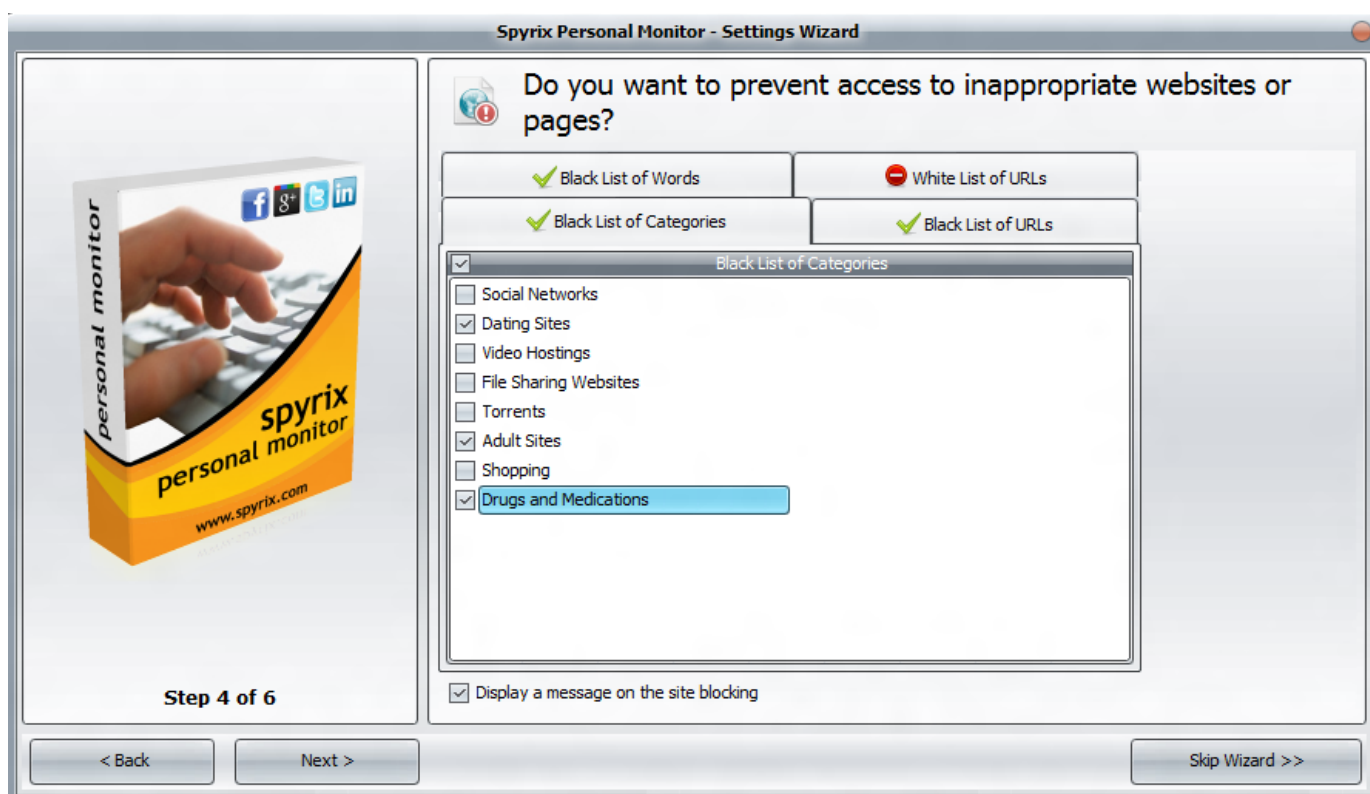 Spyrix Personal Monitor - Settings Wizard
Do you want to prevent access to inappropriate websites or
pages?
Black List of Words
White List of URLs
Black List of Categories
Black List of URLs
Black List of Categories
Social Networks
Dating Sites
Video Hostings
File Sharing Websites
Torrents
Adult Sites
Shopping
Drugs and Medications
Display a message on the site blocking
personal monitor
f g+ t in
spyrix
personal monitor
www.spyrix.com
Step 4 of 6
< Back
Next >
Skip Wizard >>